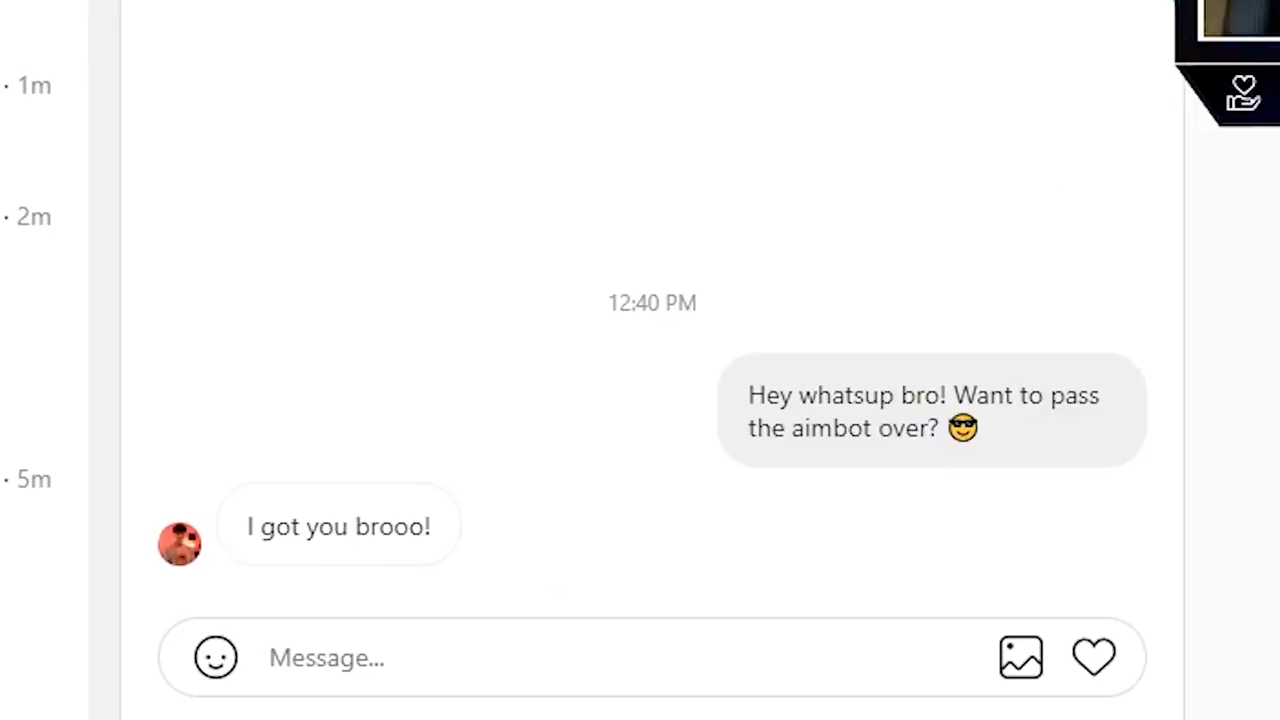 · 1m
· 2m
12:40 PM
Hey whatsup bro! Want to pass
the aimbot over? 😎
· 5m
I got you brooo!
Message...